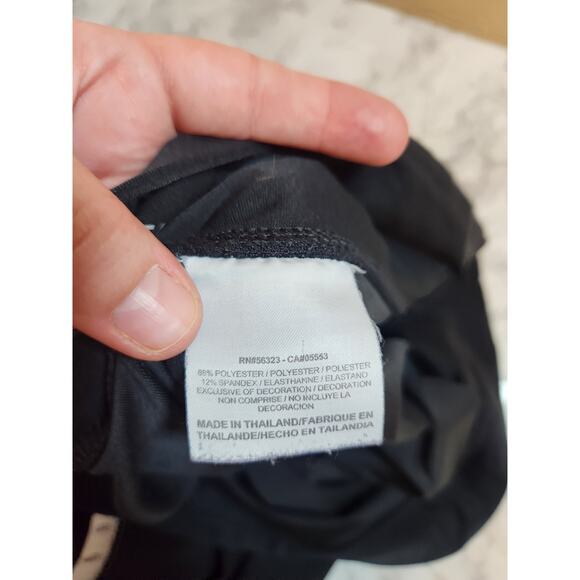 RN#56323 - CA#05553
88% POLYESTER / POLYESTER / POLIESTER
12% SPANDEX / ELASTHANNE / ELASTANO
EXCLUSIVE OF DECORATION / DECORATION
NON COMPRISE / NO INCLUYE LA
DECORACION
MADE IN THAILAND/FABRIQUE EN
THAILANDE/HECHO EN TAILANDIA